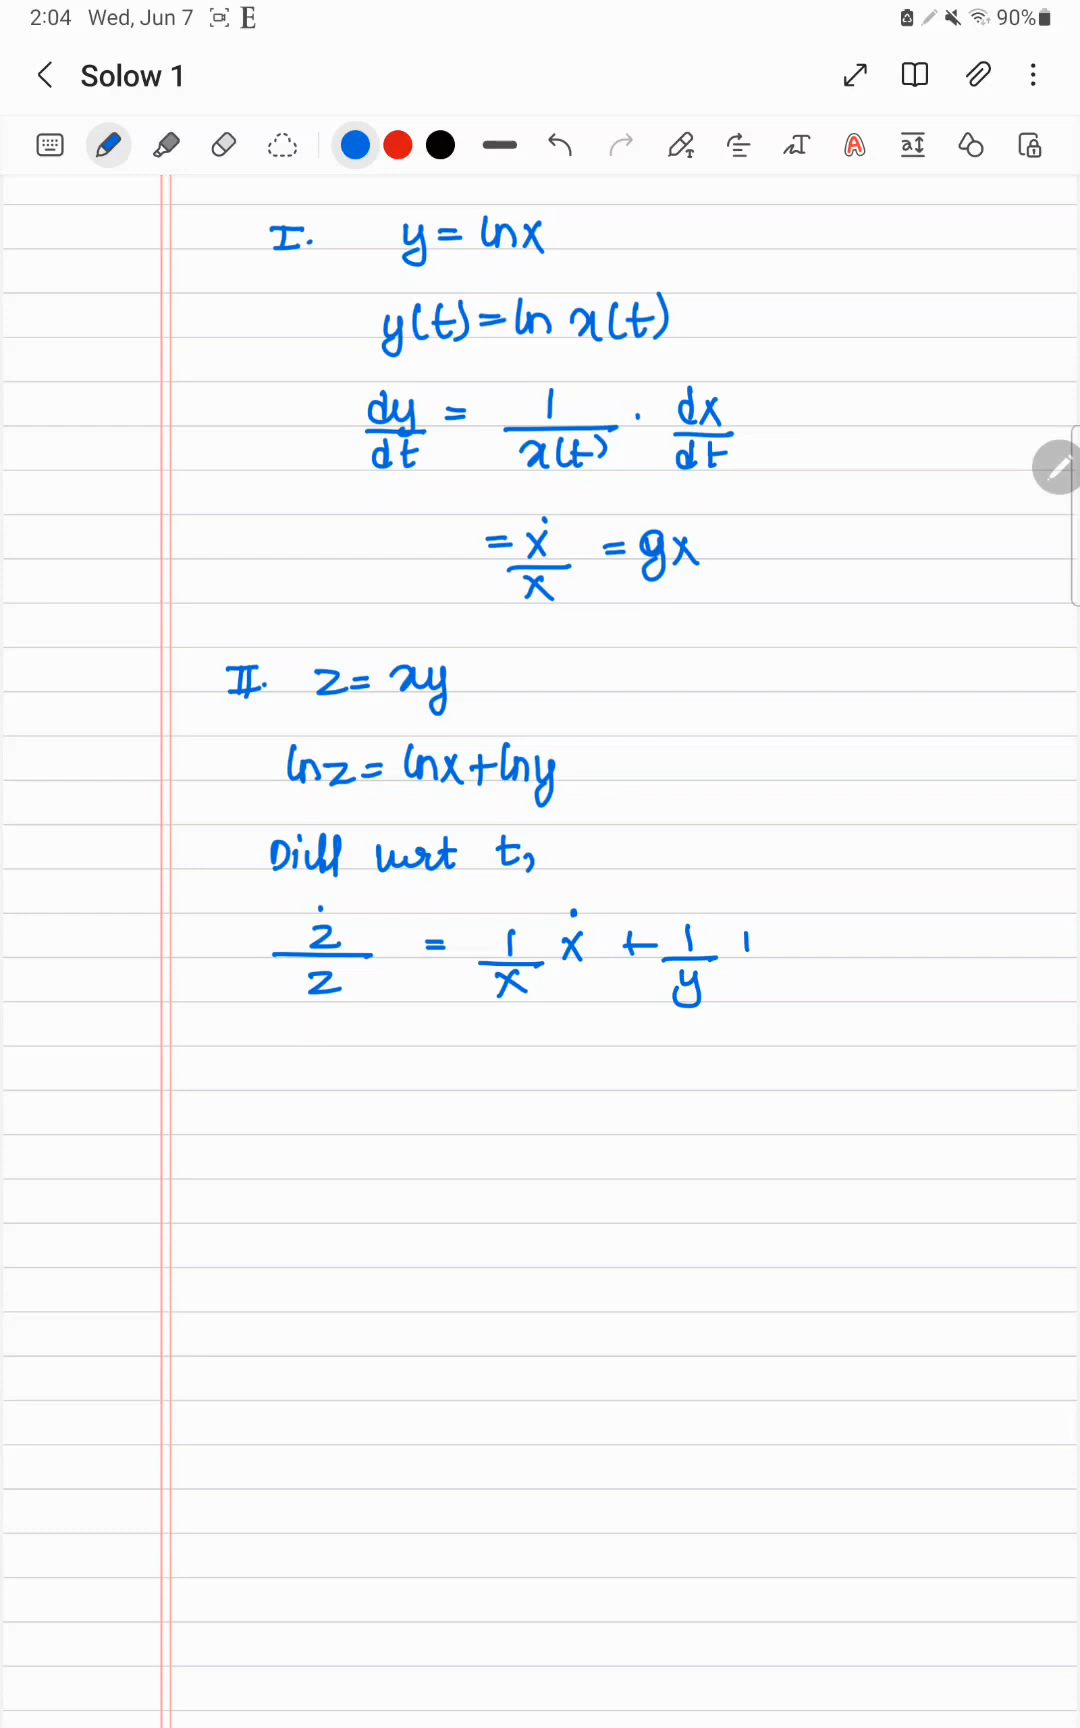 2:04 Wed, Jun 7 E 90%
Solow 1
I. y = ln x
y(t) = ln x(t)
dy/dt = 1/x(t) · dx/dt
= ẋ/x = gx
II. z = xy
ln z = ln x + ln y
Diff wrt t,
ż/z = 1/x ẋ + 1/y